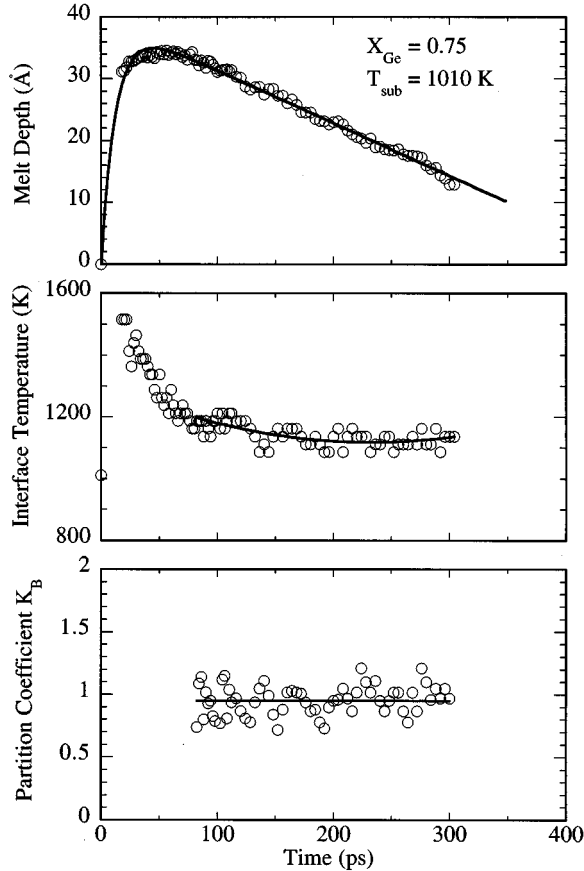 40
30
20
10
0
Melt Depth (Å)
X_Ge = 0.75
T_sub = 1010 K
1600
1200
800
Interface Temperature (K)
2
1.5
1
0.5
0
Partition Coefficient K_B
0 100 200 300 400
Time (ps)